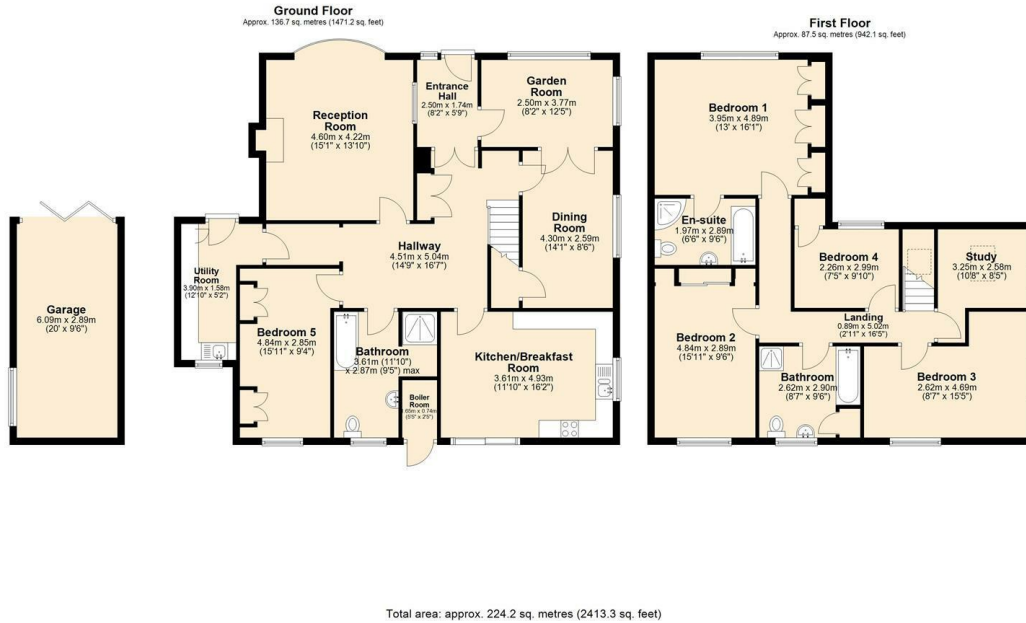 Ground Floor
Approx. 136.7 sq. metres (1471.2 sq. feet)
First Floor
Approx. 87.5 sq. metres (942.1 sq. feet)
Reception
Room
4.60m x 4.22m
(15'1" x 13'10")
Entrance
Hall
2.50m x 1.74m
(8'2" x 5'9")
Garden
Room
2.50m x 3.77m
(8'2" x 12'5")
Bedroom 1
3.95m x 4.89m
(13' x 16'1")
Dining
Room
4.30m x 2.59m
(14'1" x 8'6")
Hallway
4.51m x 5.04m
(14'9" x 16'7")
Utility
Room
3.90m x 1.58m
(12'10" x 5'2")
Garage
6.09m x 2.89m
(20' x 9'6")
Bedroom 5
4.84m x 2.85m
(15'11" x 9'4")
Bathroom
3.61m (11'10")
x 2.87m (9'5") max
Boiler
Room
1.65m x 0.74m
(5'5" x 2'5")
Kitchen/Breakfast
Room
3.61m x 4.93m
(11'10" x 16'2")
En-suite
1.97m x 2.89m
(6'6" x 9'6")
Bedroom 4
2.26m x 2.99m
(7'5" x 9'10")
Study
3.25m x 2.58m
(10'8" x 8'5")
Landing
0.89m x 5.02m
(2'11" x 16'5")
Bedroom 2
4.84m x 2.89m
(15'11" x 9'6")
Bathroom
2.62m x 2.90m
(8'7" x 9'6")
Bedroom 3
2.62m x 4.69m
(8'7" x 15'5")
Total area: approx. 224.2 sq. metres (2413.3 sq. feet)